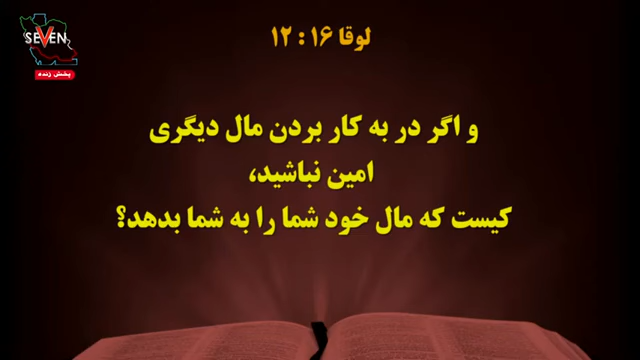 SEVEN
پخش زنده
لوقا ۱۶ : ۱۲
و اگر در به کار بردن مال دیگری
امین نباشید،
کیست که مال خود شما را به شما بدهد؟